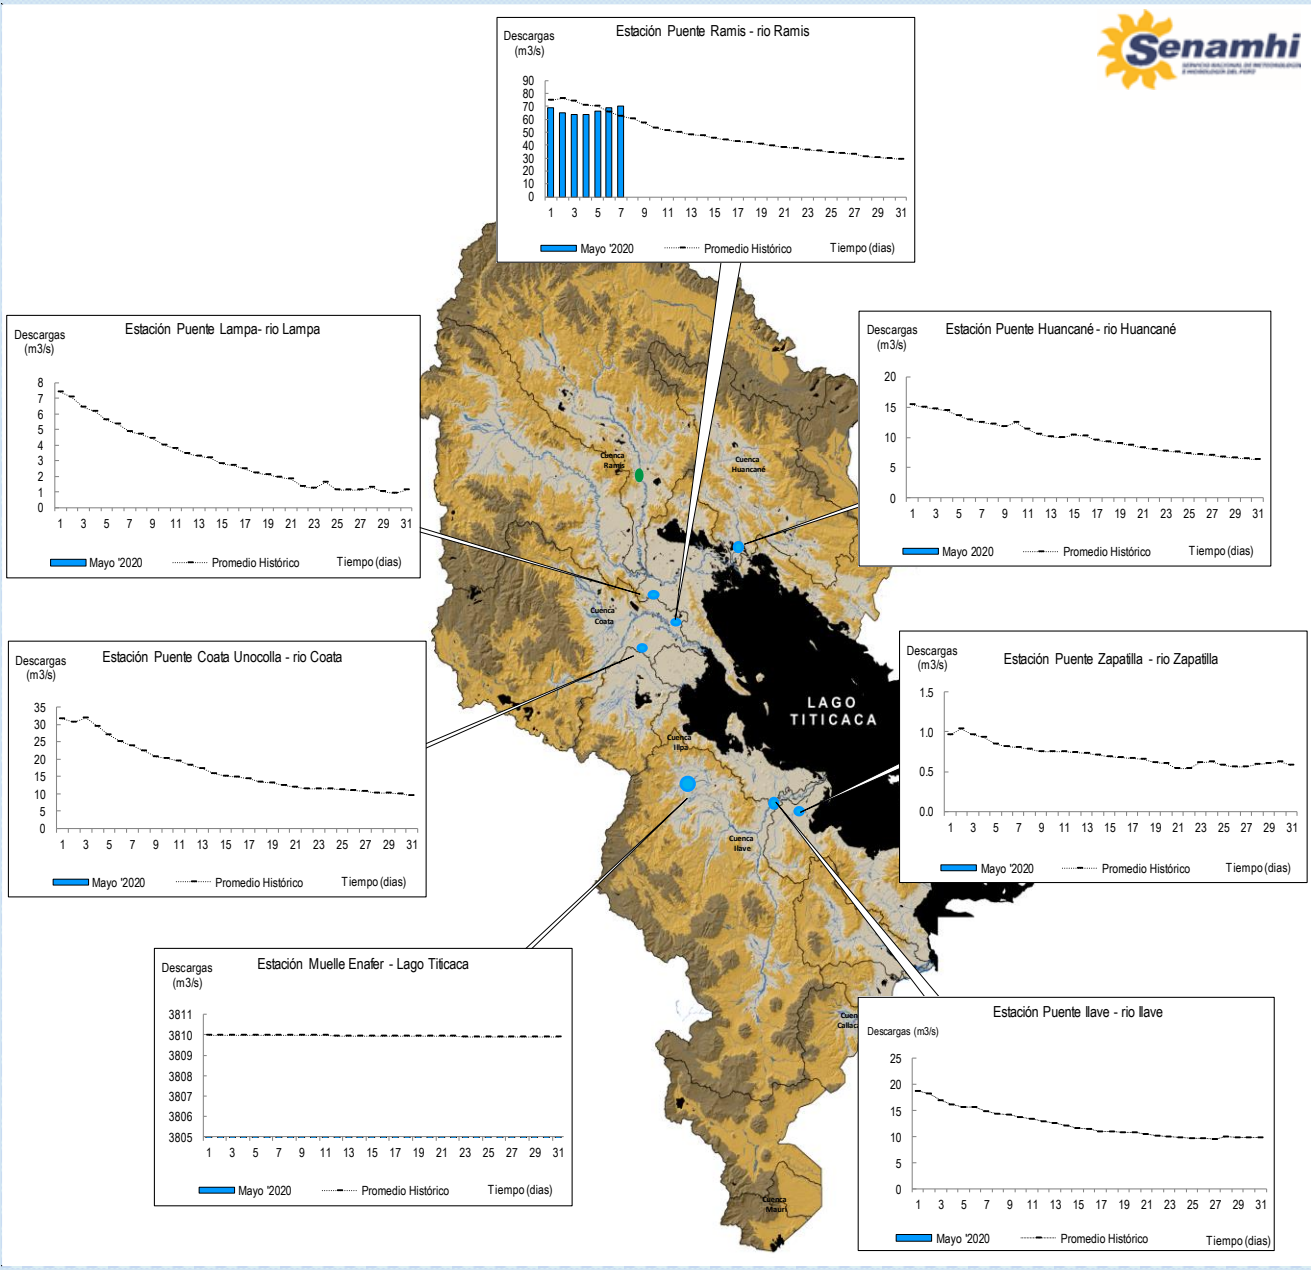 Senamhi
SERVICIO NACIONAL DE METEOROLOGÍA
E HIDROLOGÍA DEL PERÚ
Descargas
(m3/s)
Estación Puente Ramis - rio Ramis
90
80
70
60
50
40
30
20
10
0
1 3 5 7 9 11 13 15 17 19 21 23 25 27 29 31
Mayo '2020 Promedio Histórico Tiempo (dias)
Descargas
(m3/s)
Estación Puente Lampa- rio Lampa
8
7
6
5
4
3
2
1
0
1 3 5 7 9 11 13 15 17 19 21 23 25 27 29 31
Mayo '2020 Promedio Histórico Tiempo (dias)
Descargas
(m3/s)
Estación Puente Huancané - rio Huancané
20
15
10
5
0
1 3 5 7 9 11 13 15 17 19 21 23 25 27 29 31
Mayo 2020 Promedio Histórico Tiempo (dias)
Cuenca
Ramis
Cuenca
Huancané
Cuenca
Coata
Descargas
(m3/s)
Estación Puente Coata Unocolla - rio Coata
35
30
25
20
15
10
5
0
1 3 5 7 9 11 13 15 17 19 21 23 25 27 29 31
Mayo '2020 Promedio Histórico Tiempo (dias)
LAGO
TITICACA
Descargas
(m3/s)
Estación Puente Zapatilla - rio Zapatilla
1.5
1.0
0.5
0.0
1 3 5 7 9 11 13 15 17 19 21 23 25 27 29 31
Mayo '2020 Promedio Histórico Tiempo (dias)
Cuenca
Illpa
Cuenca
Ilave
Descargas
(m3/s)
Estación Muelle Enafer - Lago Titicaca
3811
3810
3809
3808
3807
3806
3805
1 3 5 7 9 11 13 15 17 19 21 23 25 27 29 31
Mayo '2020 Promedio Histórico Tiempo (dias)
Cuen
Callac
Estación Puente Ilave - rio Ilave
Descargas (m3/s)
25
20
15
10
5
0
1 3 5 7 9 11 13 15 17 19 21 23 25 27 29 31
Mayo '2020 Promedio Histórico Tiempo (dias)
Cuenca
Mauri